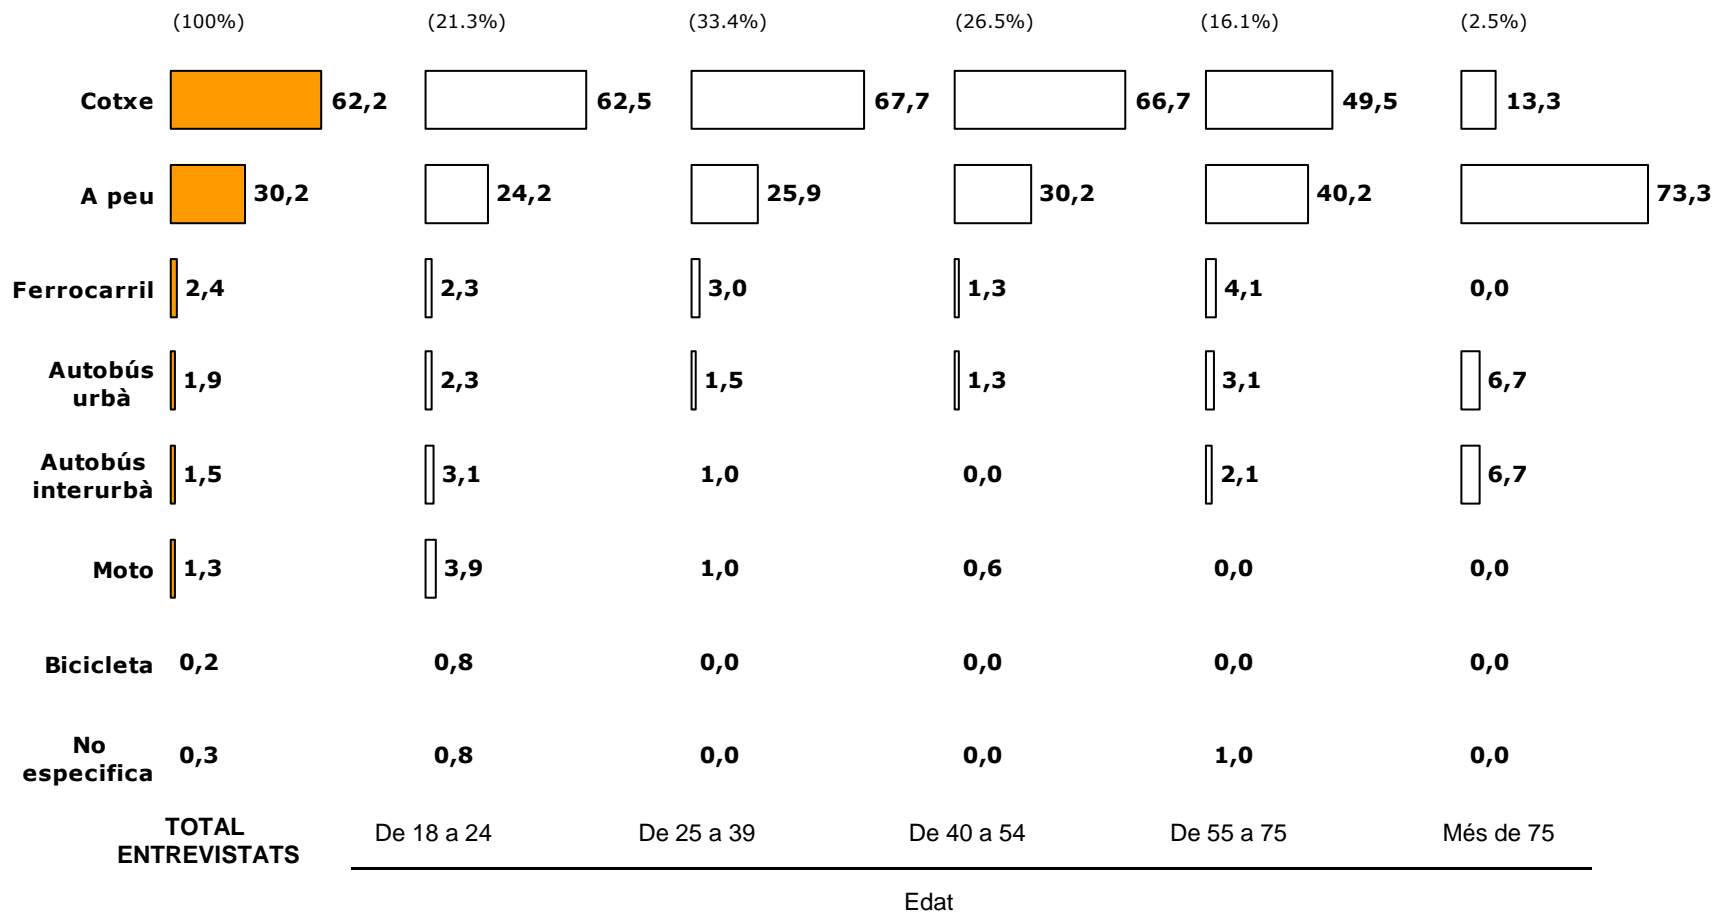 (100%) (21.3%) (33.4%) (26.5%) (16.1%) (2.5%)
Cotxe 62,2 62,5 67,7 66,7 49,5 13,3
A peu 30,2 24,2 25,9 30,2 40,2 73,3
Ferrocarril 2,4 2,3 3,0 1,3 4,1 0,0
Autobús
urbà 1,9 2,3 1,5 1,3 3,1 6,7
Autobús
interurbà 1,5 3,1 1,0 0,0 2,1 6,7
Moto 1,3 3,9 1,0 0,6 0,0 0,0
Bicicleta 0,2 0,8 0,0 0,0 0,0 0,0
No
especifica 0,3 0,8 0,0 0,0 1,0 0,0
TOTAL
ENTREVISTATS De 18 a 24 De 25 a 39 De 40 a 54 De 55 a 75 Més de 75
Edat